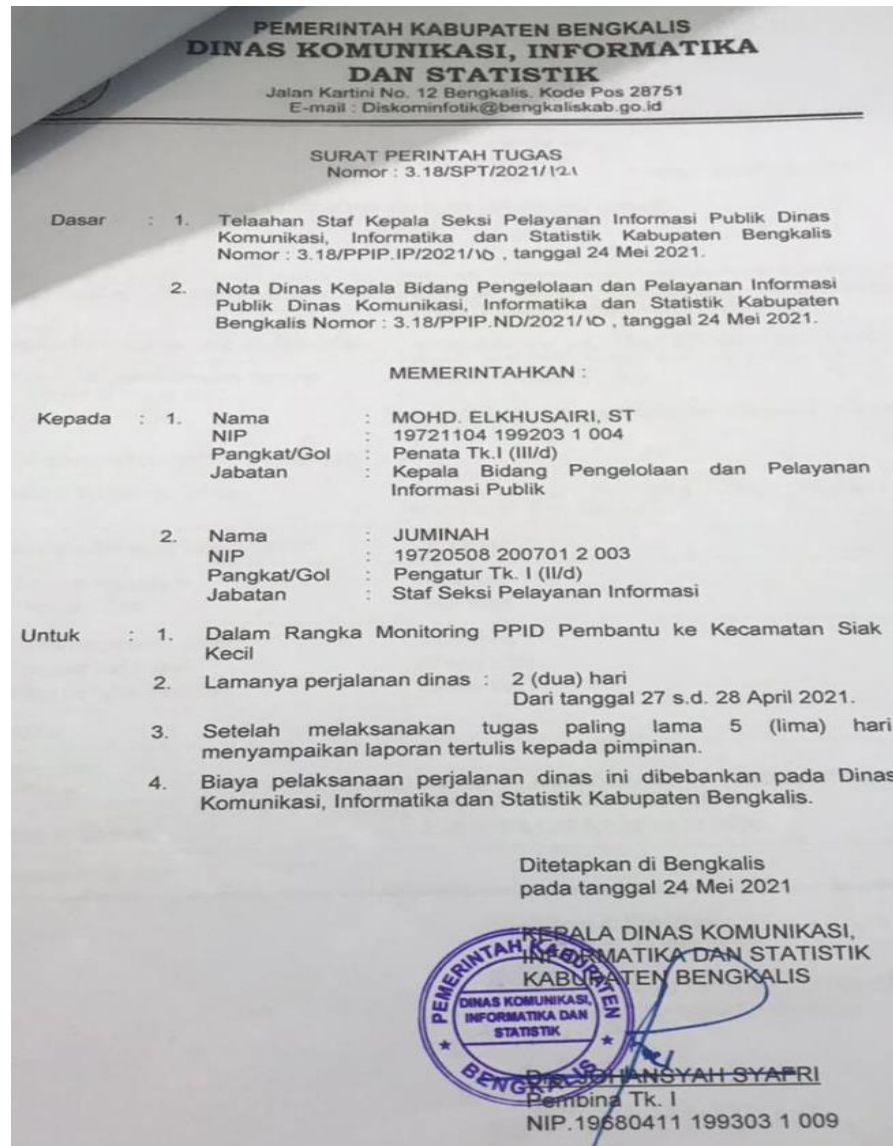 PEMERINTAH KABUPATEN BENGKALIS
DINAS KOMUNIKASI, INFORMATIKA
DAN STATISTIK
Jalan Kartini No. 12 Bengkalis. Kode Pos 28751
E-mail : Diskominfotik@bengkaliskab.go.id
SURAT PERINTAH TUGAS
Nomor : 3.18/SPT/2021/121
Dasar : 1. Telaahan Staf Kepala Seksi Pelayanan Informasi Publik Dinas
Komunikasi, Informatika dan Statistik Kabupaten Bengkalis
Nomor : 3.18/PPIP.IP/2021/10 , tanggal 24 Mei 2021.
2. Nota Dinas Kepala Bidang Pengelolaan dan Pelayanan Informasi
Publik Dinas Komunikasi, Informatika dan Statistik Kabupaten
Bengkalis Nomor : 3.18/PPIP.ND/2021/10 , tanggal 24 Mei 2021.
MEMERINTAHKAN :
Kepada : 1. Nama : MOHD. ELKHUSAIRI, ST
NIP : 19721104 199203 1 004
Pangkat/Gol : Penata Tk.I (III/d)
Jabatan : Kepala Bidang Pengelolaan dan Pelayanan
Informasi Publik
2. Nama : JUMINAH
NIP : 19720508 200701 2 003
Pangkat/Gol : Pengatur Tk. I (II/d)
Jabatan : Staf Seksi Pelayanan Informasi
Untuk : 1. Dalam Rangka Monitoring PPID Pembantu ke Kecamatan Siak
Kecil
2. Lamanya perjalanan dinas : 2 (dua) hari
Dari tanggal 27 s.d. 28 April 2021.
3. Setelah melaksanakan tugas paling lama 5 (lima) hari
menyampaikan laporan tertulis kepada pimpinan.
4. Biaya pelaksanaan perjalanan dinas ini dibebankan pada Dinas
Komunikasi, Informatika dan Statistik Kabupaten Bengkalis.
Ditetapkan di Bengkalis
pada tanggal 24 Mei 2021
KEPALA DINAS KOMUNIKASI,
INFORMATIKA DAN STATISTIK
KABUPATEN BENGKALIS
PEMERINTAH KABUPATEN
DINAS KOMUNIKASI,
INFORMATIKA DAN
STATISTIK
BENGKALIS
Drs. JOHANSYAH SYAFRI
Pembina Tk. I
NIP.19680411 199303 1 009